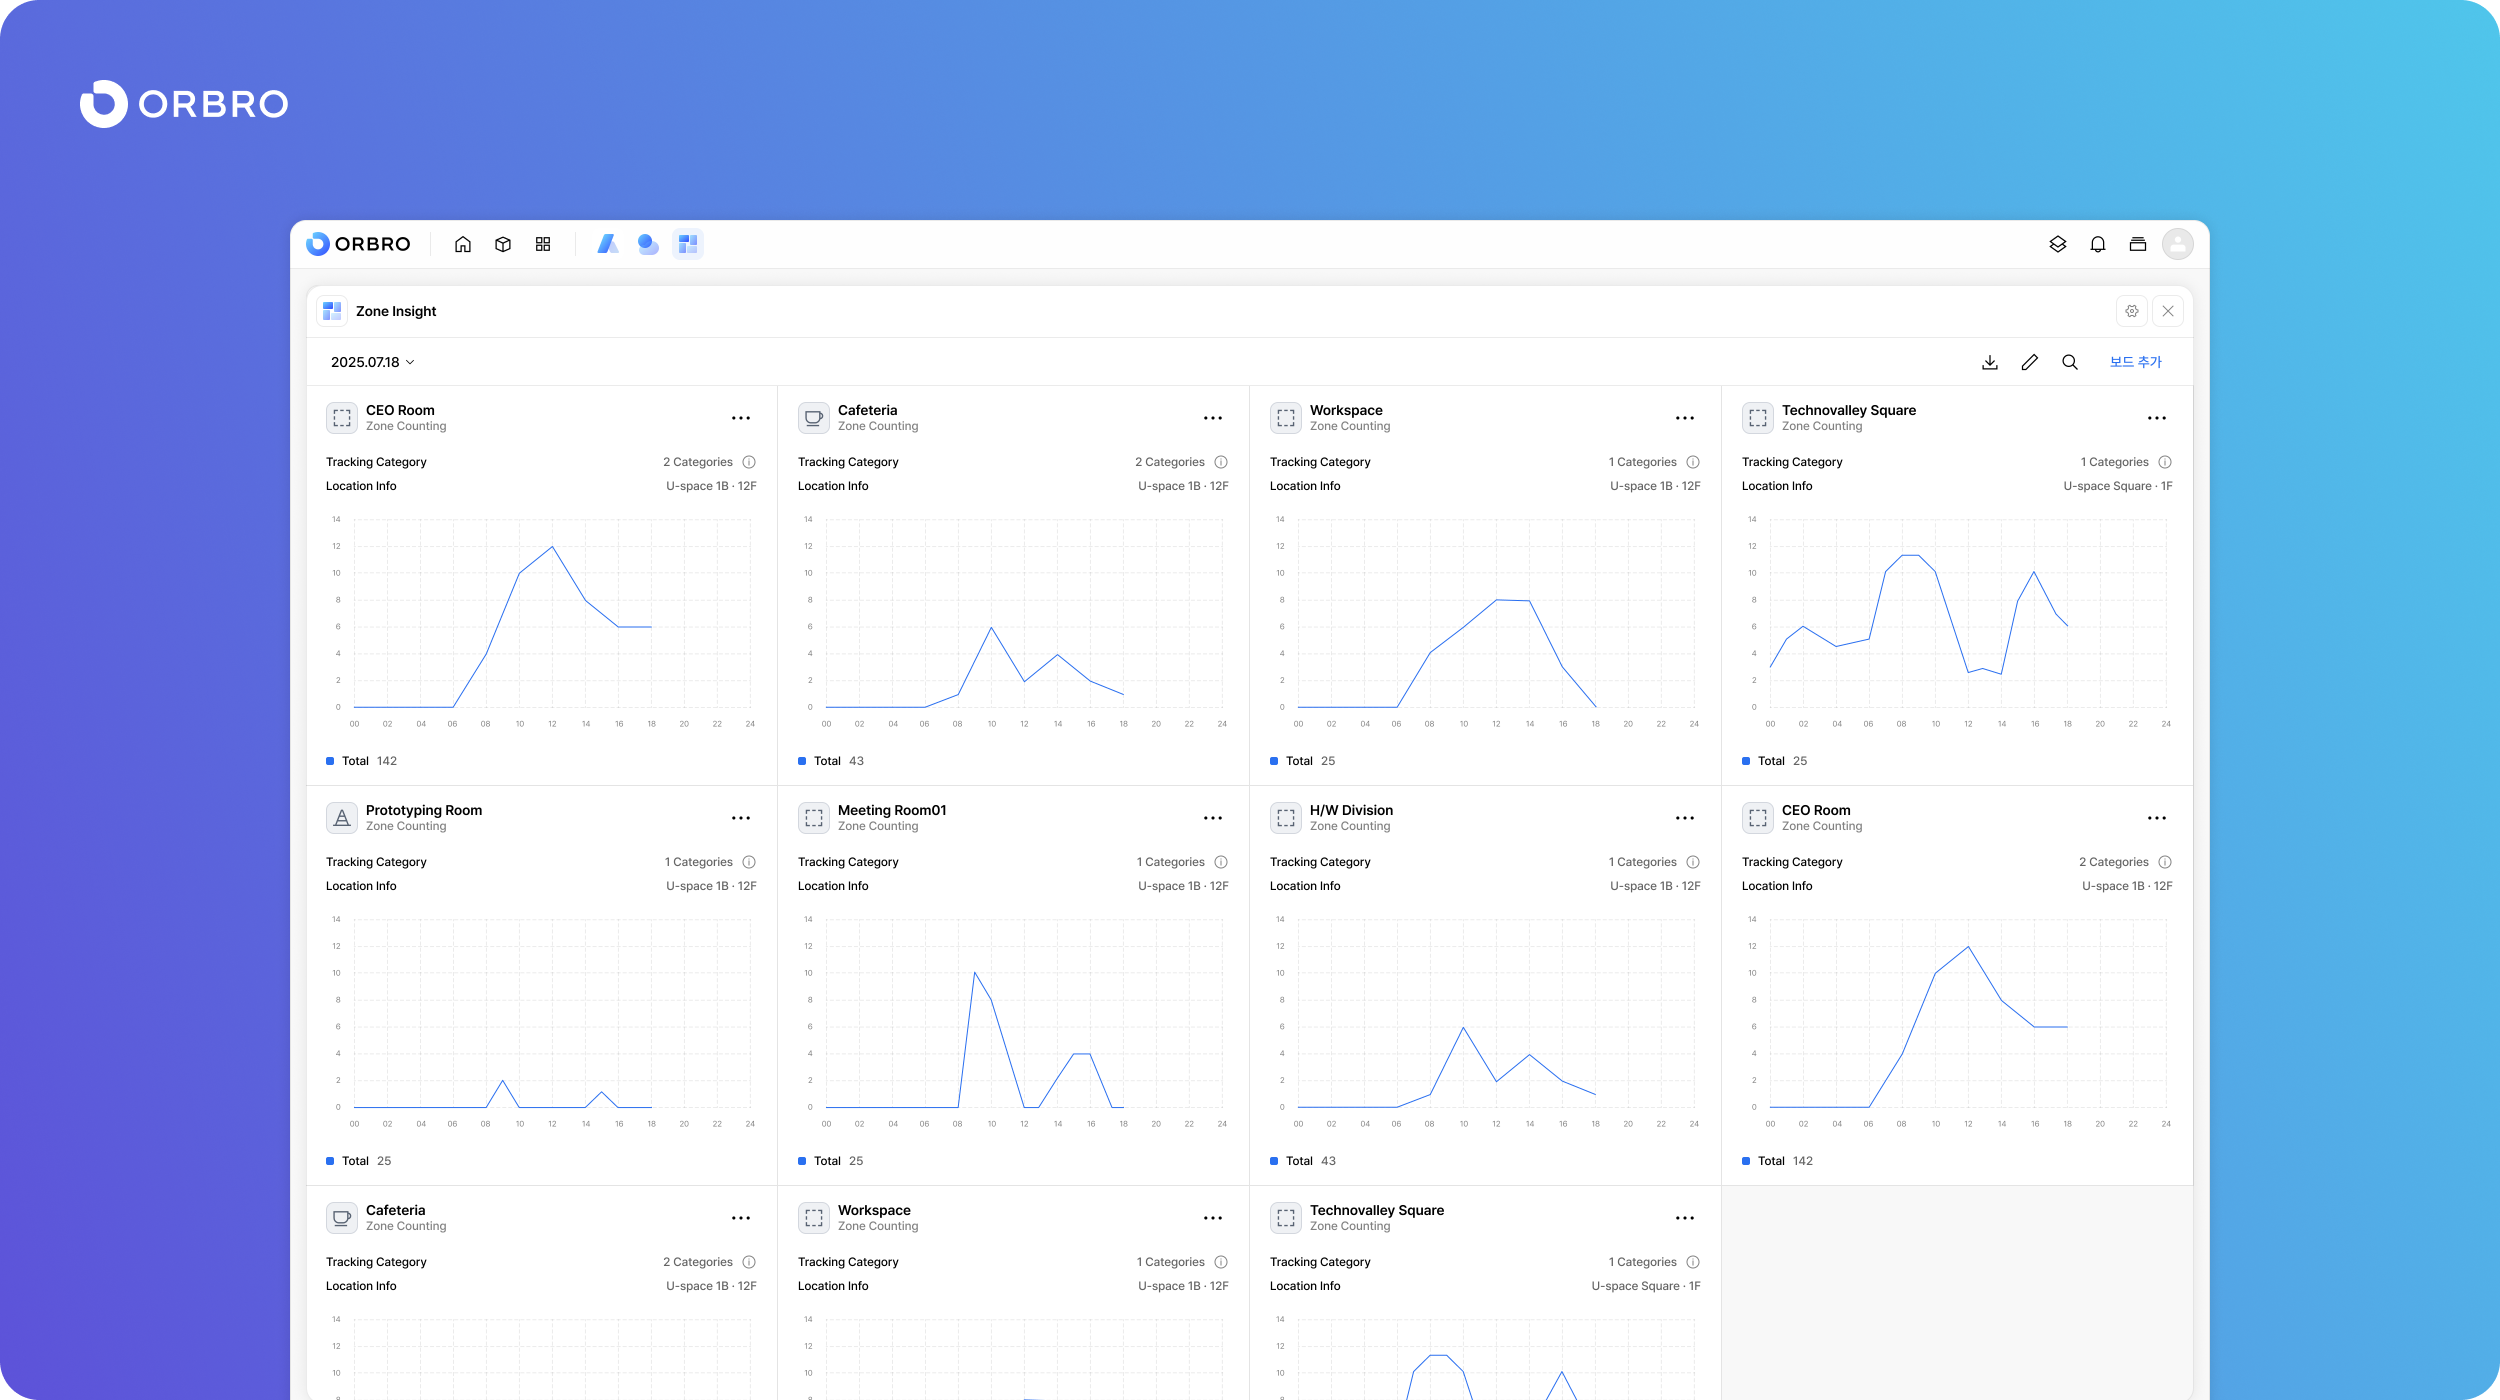 ORBRO
ORBRO
Zone Insight
2025.07.18
보드 추가
CEO Room
Zone Counting
Tracking Category 2 Categories
Location Info U-space 1B · 12F
14
12
10
8
6
4
2
0
00 02 04 06 08 10 12 14 16 18 20 22 24
Total 142
Cafeteria
Zone Counting
Tracking Category 2 Categories
Location Info U-space 1B · 12F
14
12
10
8
6
4
2
0
00 02 04 06 08 10 12 14 16 18 20 22 24
Total 43
Workspace
Zone Counting
Tracking Category 1 Categories
Location Info U-space 1B · 12F
14
12
10
8
6
4
2
0
00 02 04 06 08 10 12 14 16 18 20 22 24
Total 25
Technovalley Square
Zone Counting
Tracking Category 1 Categories
Location Info U-space Square · 1F
14
12
10
8
6
4
2
0
00 02 04 06 08 10 12 14 16 18 20 22 24
Total 25
Prototyping Room
Zone Counting
Tracking Category 1 Categories
Location Info U-space 1B · 12F
14
12
10
8
6
4
2
0
00 02 04 06 08 10 12 14 16 18 20 22 24
Total 25
Meeting Room01
Zone Counting
Tracking Category 1 Categories
Location Info U-space 1B · 12F
14
12
10
8
6
4
2
0
00 02 04 06 08 10 12 14 16 18 20 22 24
Total 25
H/W Division
Zone Counting
Tracking Category 1 Categories
Location Info U-space 1B · 12F
14
12
10
8
6
4
2
0
00 02 04 06 08 10 12 14 16 18 20 22 24
Total 43
CEO Room
Zone Counting
Tracking Category 2 Categories
Location Info U-space 1B · 12F
14
12
10
8
6
4
2
0
00 02 04 06 08 10 12 14 16 18 20 22 24
Total 142
Cafeteria
Zone Counting
Tracking Category 2 Categories
Location Info U-space 1B · 12F
14
12
10
8
Workspace
Zone Counting
Tracking Category 1 Categories
Location Info U-space 1B · 12F
14
12
10
8
Technovalley Square
Zone Counting
Tracking Category 1 Categories
Location Info U-space Square · 1F
14
12
10
8